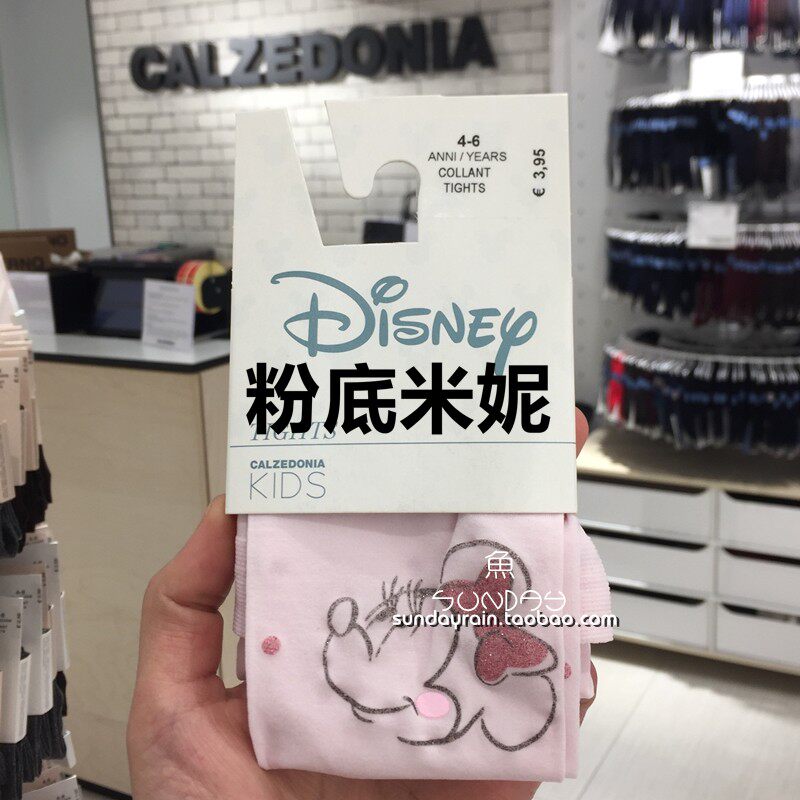 CALZEDONIA
4-6
ANNI / YEARS
COLLANT
TIGHTS
€ 3,95
Disney
粉底米妮
TIGHTS
CALZEDONIA
KIDS
魚
SUNDAY
sundayrain.taobao.com